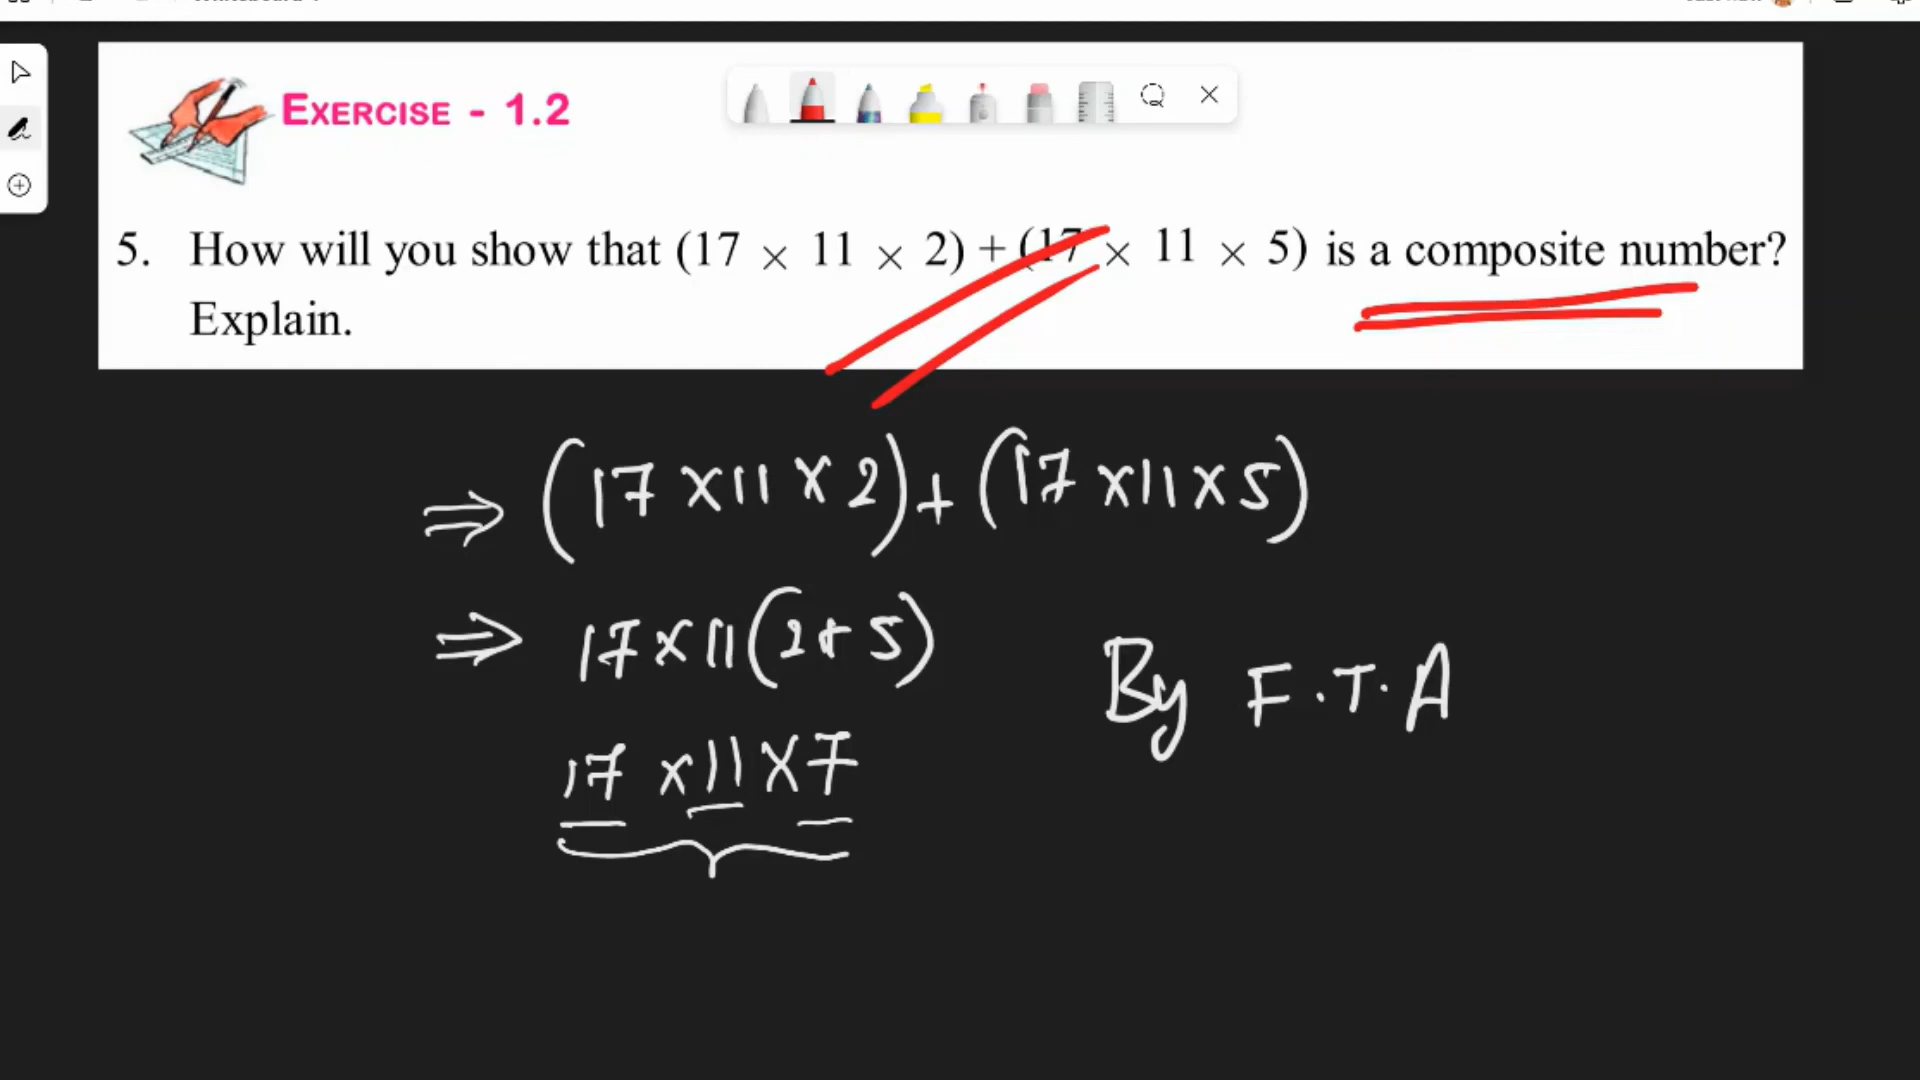 EXERCISE - 1.2
5. How will you show that (17 × 11 × 2) + (17 × 11 × 5) is a composite number?
Explain.
⇒ (17 × 11 × 2) + (17 × 11 × 5)
⇒ 17 × 11 (2 + 5)
By F.T.A
17 × 11 × 7